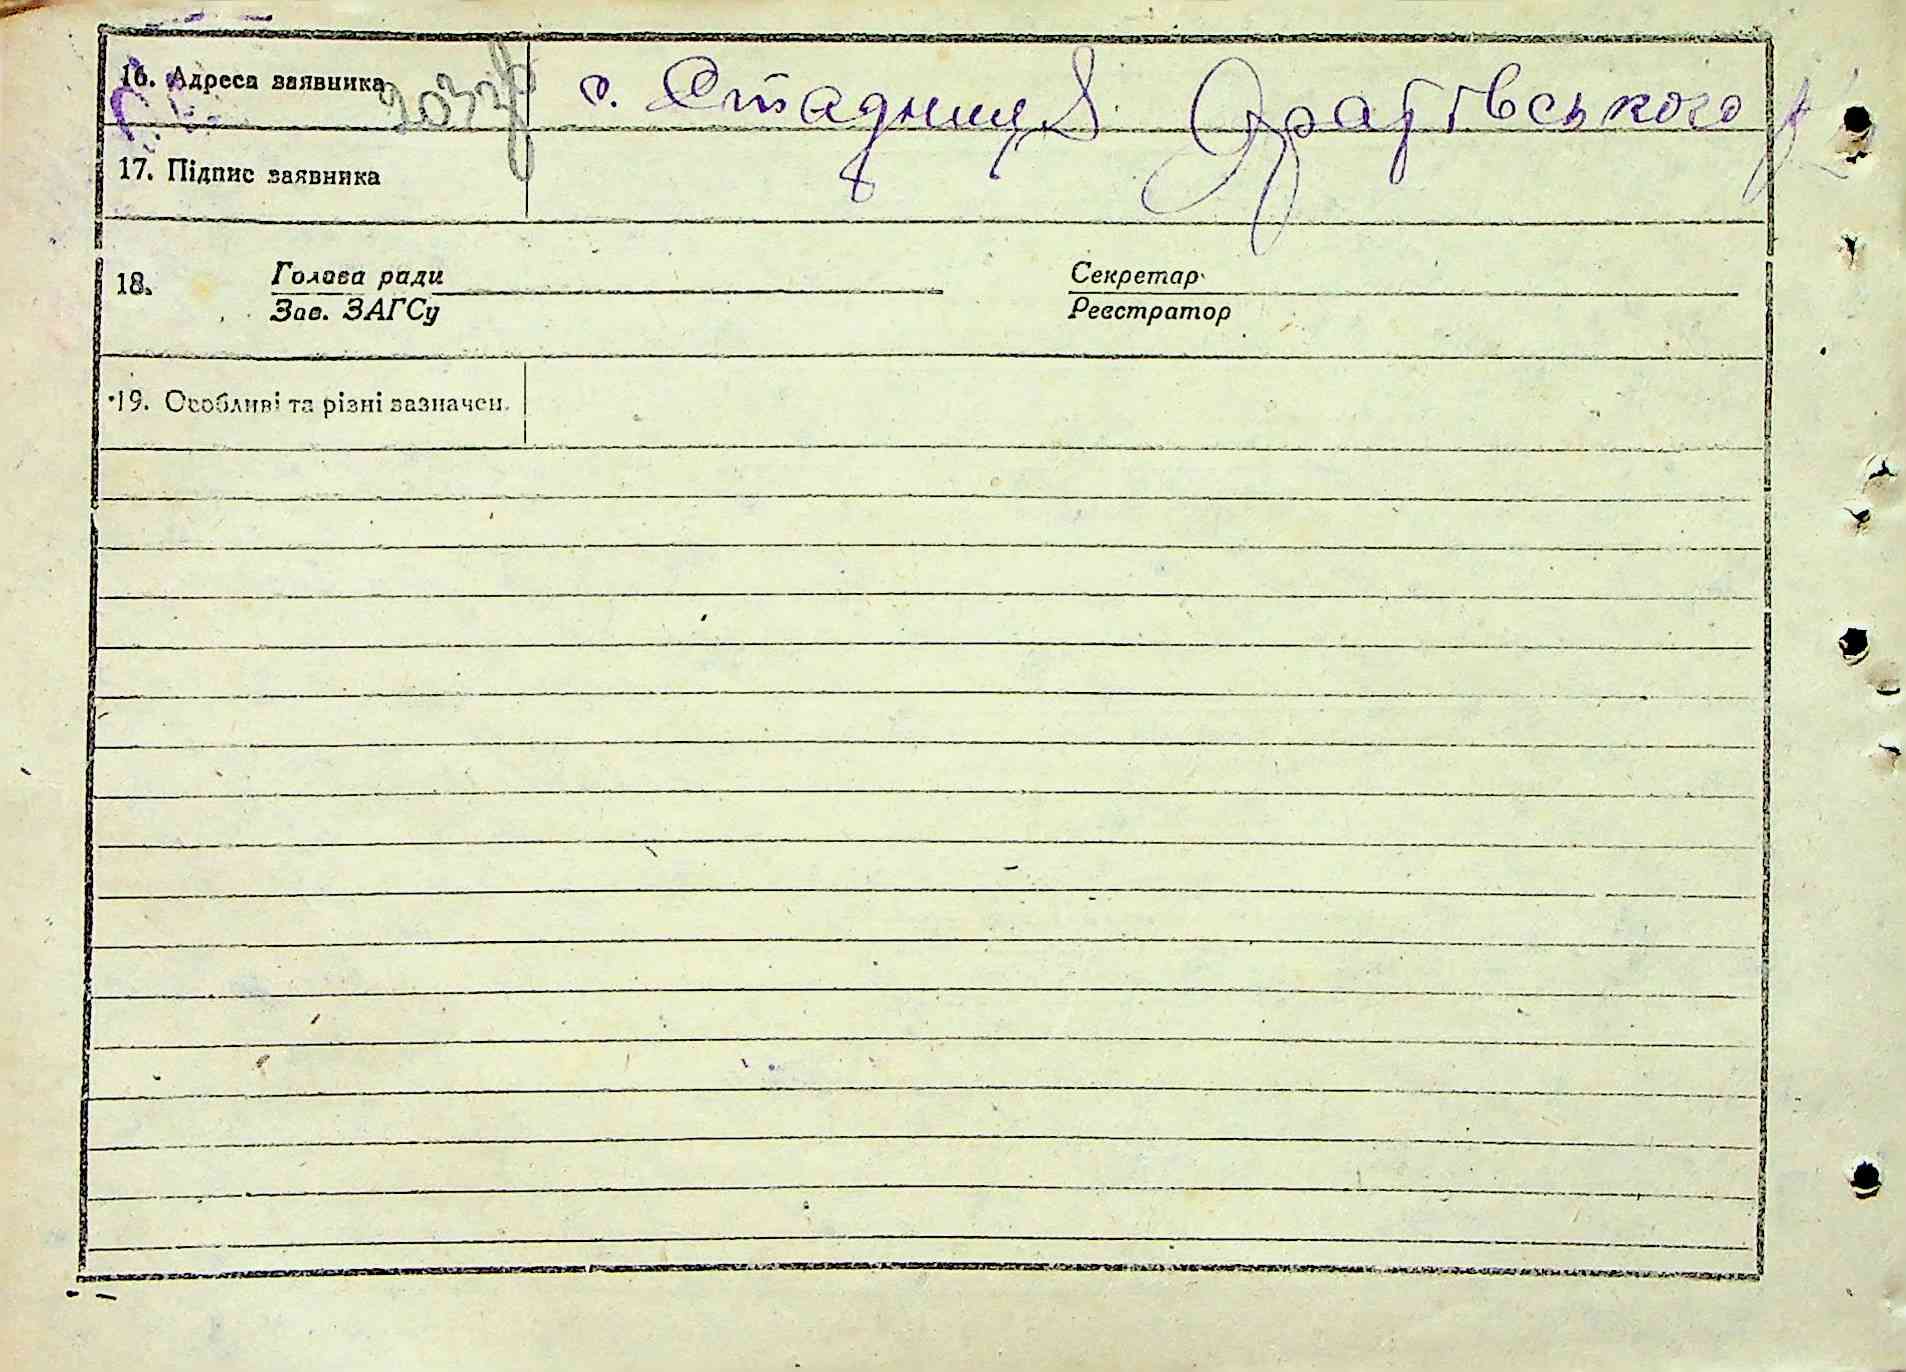 16. Адреса заявника с. Стадниця
17. Підпис заявника
18. Голова ради Секретар
Зав. ЗАГСу Реєстратор
19. Особливі та різні зазначен.